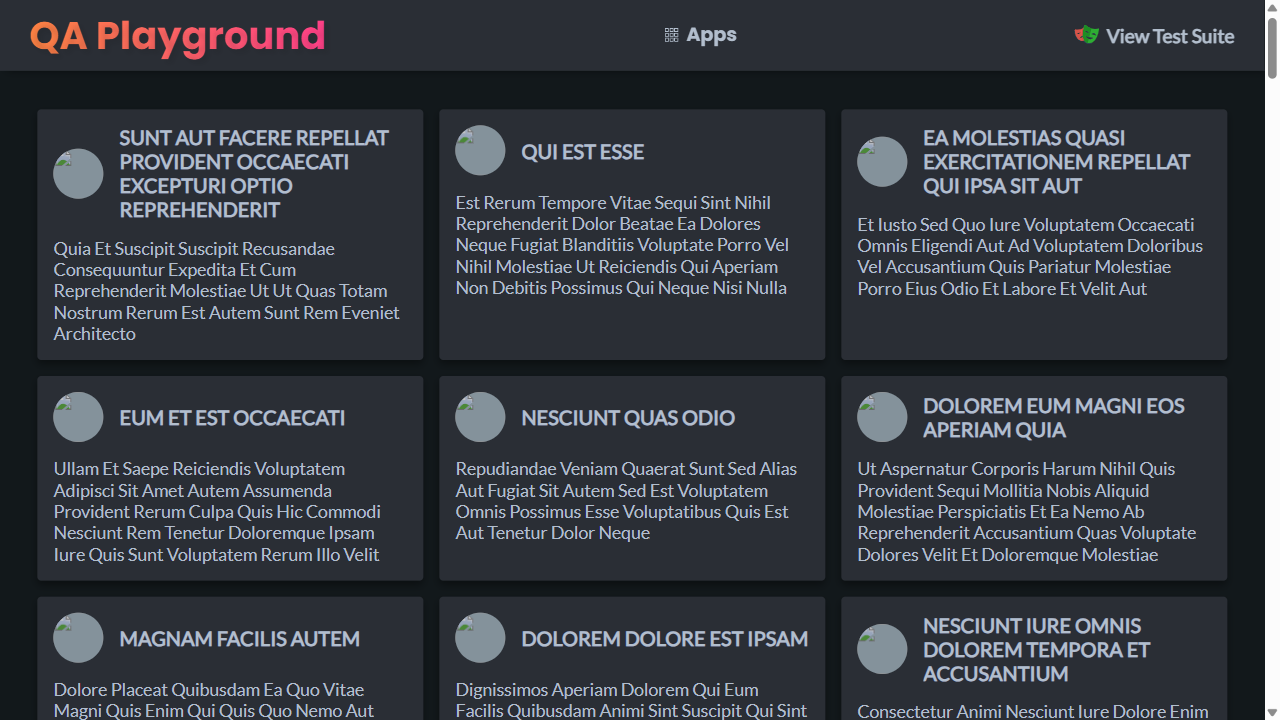 QA Playground
Apps
View Test Suite
SUNT AUT FACERE REPELLAT
PROVIDENT OCCAECATI
EXCEPTURI OPTIO
REPREHENDERIT
Quia Et Suscipit Suscipit Recusandae
Consequuntur Expedita Et Cum
Reprehenderit Molestiae Ut Ut Quas Totam
Nostrum Rerum Est Autem Sunt Rem Eveniet
Architecto
QUI EST ESSE
Est Rerum Tempore Vitae Sequi Sint Nihil
Reprehenderit Dolor Beatae Ea Dolores
Neque Fugiat Blanditiis Voluptate Porro Vel
Nihil Molestiae Ut Reiciendis Qui Aperiam
Non Debitis Possimus Qui Neque Nisi Nulla
EA MOLESTIAS QUASI
EXERCITATIONEM REPELLAT
QUI IPSA SIT AUT
Et Iusto Sed Quo Iure Voluptatem Occaecati
Omnis Eligendi Aut Ad Voluptatem Doloribus
Vel Accusantium Quis Pariatur Molestiae
Porro Eius Odio Et Labore Et Velit Aut
EUM ET EST OCCAECATI
Ullam Et Saepe Reiciendis Voluptatem
Adipisci Sit Amet Autem Assumenda
Provident Rerum Culpa Quis Hic Commodi
Nesciunt Rem Tenetur Doloremque Ipsam
Iure Quis Sunt Voluptatem Rerum Illo Velit
NESCIUNT QUAS ODIO
Repudiandae Veniam Quaerat Sunt Sed Alias
Aut Fugiat Sit Autem Sed Est Voluptatem
Omnis Possimus Esse Voluptatibus Quis Est
Aut Tenetur Dolor Neque
DOLOREM EUM MAGNI EOS
APERIAM QUIA
Ut Aspernatur Corporis Harum Nihil Quis
Provident Sequi Mollitia Nobis Aliquid
Molestiae Perspiciatis Et Ea Nemo Ab
Reprehenderit Accusantium Quas Voluptate
Dolores Velit Et Doloremque Molestiae
MAGNAM FACILIS AUTEM
Dolore Placeat Quibusdam Ea Quo Vitae
Magni Quis Enim Qui Quis Quo Nemo Aut
DOLOREM DOLORE EST IPSAM
Dignissimos Aperiam Dolorem Qui Eum
Facilis Quibusdam Animi Sint Suscipit Qui Sint
NESCIUNT IURE OMNIS
DOLOREM TEMPORA ET
ACCUSANTIUM
Consectetur Animi Nesciunt Iure Dolore Enim